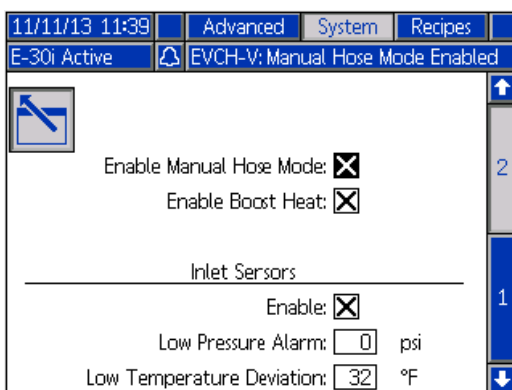 11/11/13 11:39 Advanced System Recipes
E-30i Active EVCH-V: Manual Hose Mode Enabled
Enable Manual Hose Mode:
2
Enable Boost Heat:
Inlet Sensors
Enable:
1
Low Pressure Alarm: 0 psi
Low Temperature Deviation: 32 °F